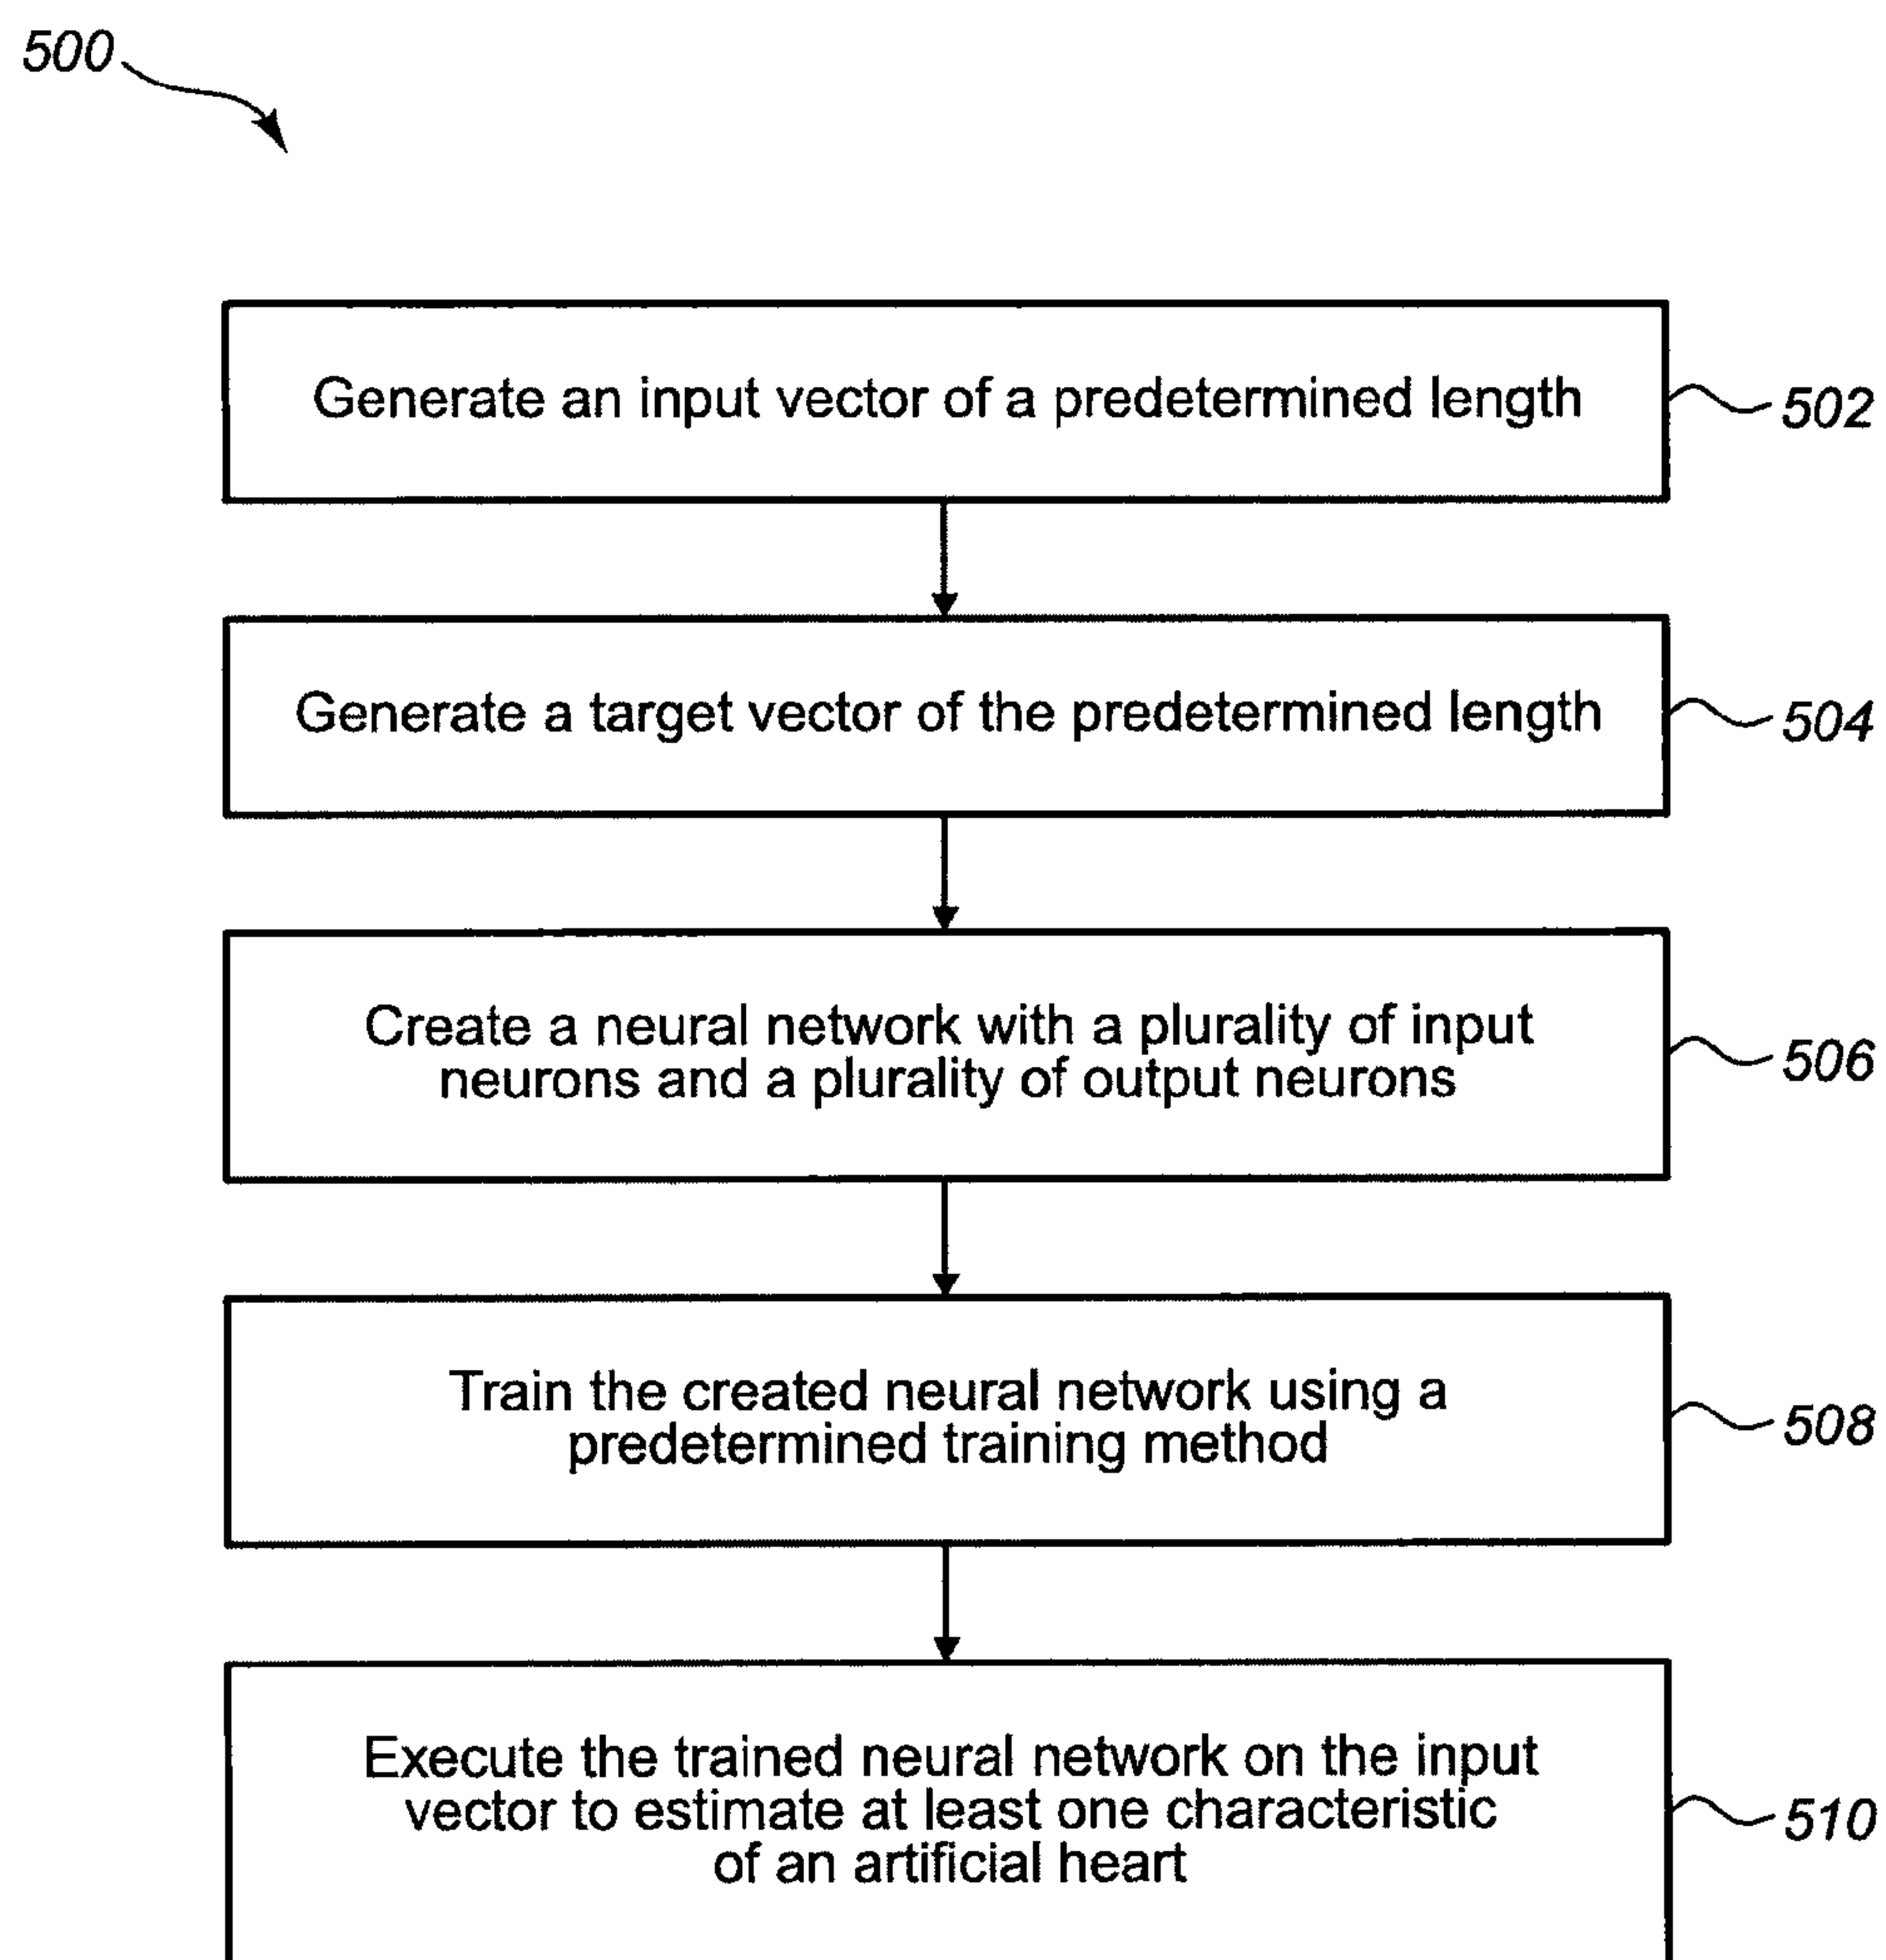 500
Generate an input vector of a predetermined length
502
Generate a target vector of the predetermined length
504
Create a neural network with a plurality of input
neurons and a plurality of output neurons
506
Train the created neural network using a
predetermined training method
508
Execute the trained neural network on the input
vector to estimate at least one characteristic
of an artificial heart
510